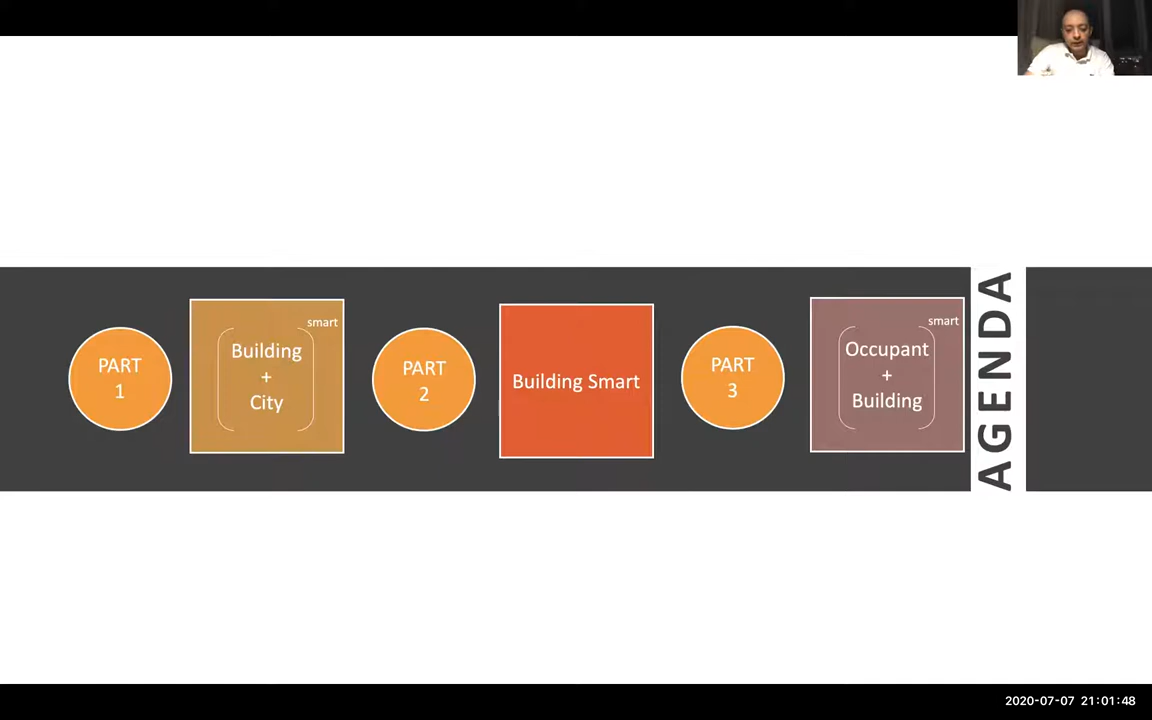 PART
1
smart
Building
+
City
PART
2
Building Smart
PART
3
smart
Occupant
+
Building
AGENDA
2020-07-07 21:01:48